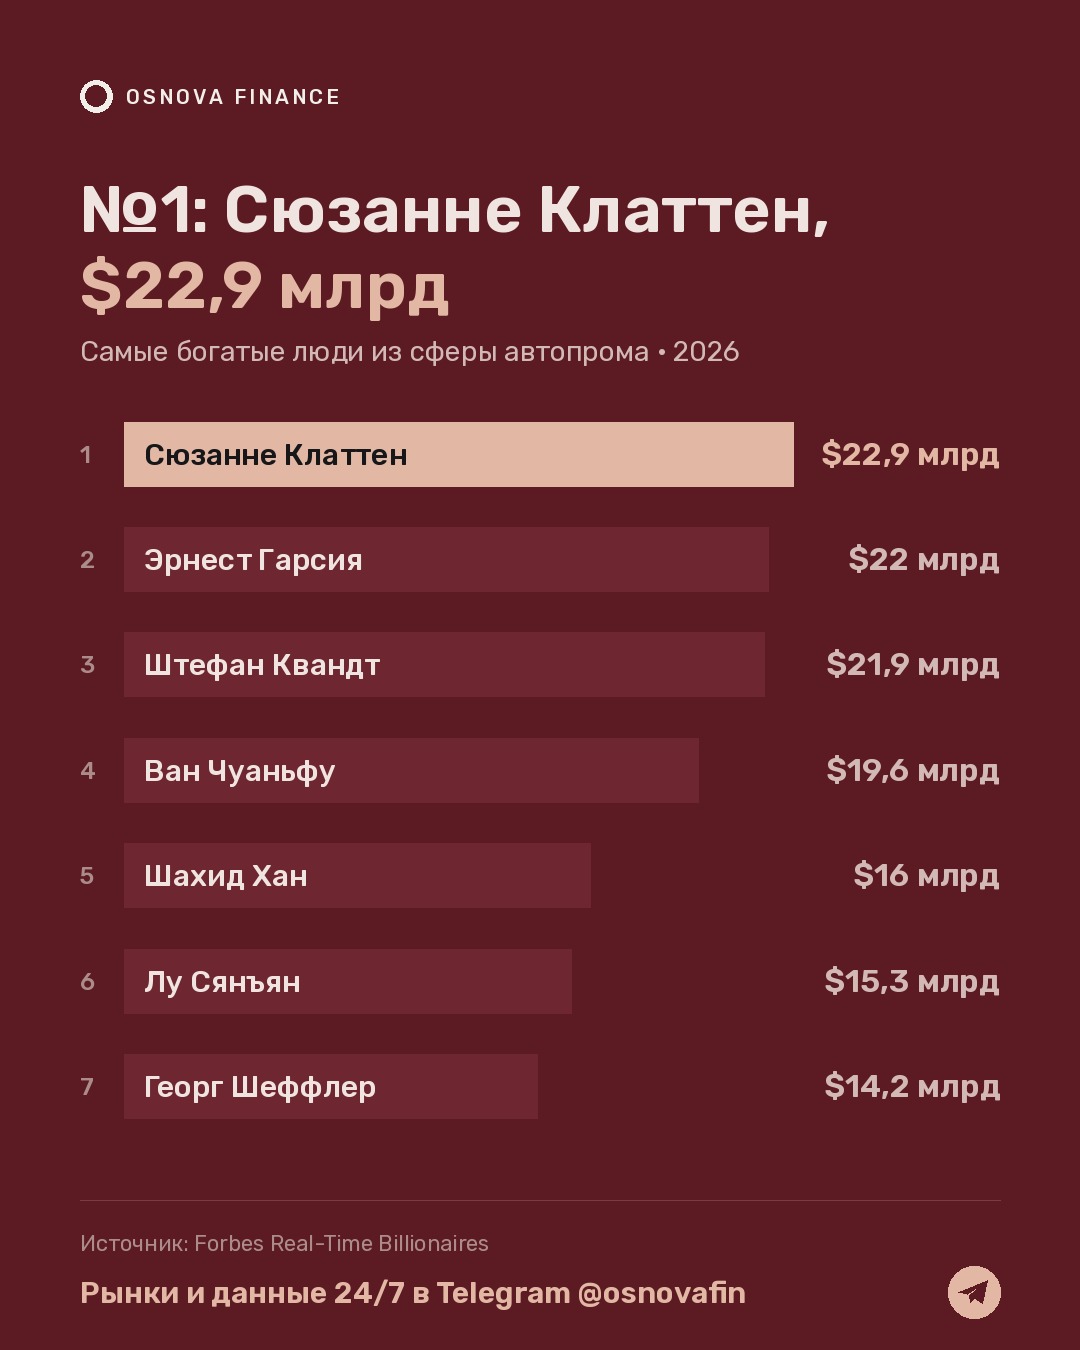 OSNOVA FINANCE
№1: Сюзанне Клаттен,
$22,9 млрд
Самые богатые люди из сферы автопрома • 2026
1 Сюзанне Клаттен $22,9 млрд
2 Эрнест Гарсия $22 млрд
3 Штефан Квандт $21,9 млрд
4 Ван Чуаньфу $19,6 млрд
5 Шахид Хан $16 млрд
6 Лу Сянъян $15,3 млрд
7 Георг Шеффлер $14,2 млрд
Источник: Forbes Real-Time Billionaires
Рынки и данные 24/7 в Telegram @osnovafin